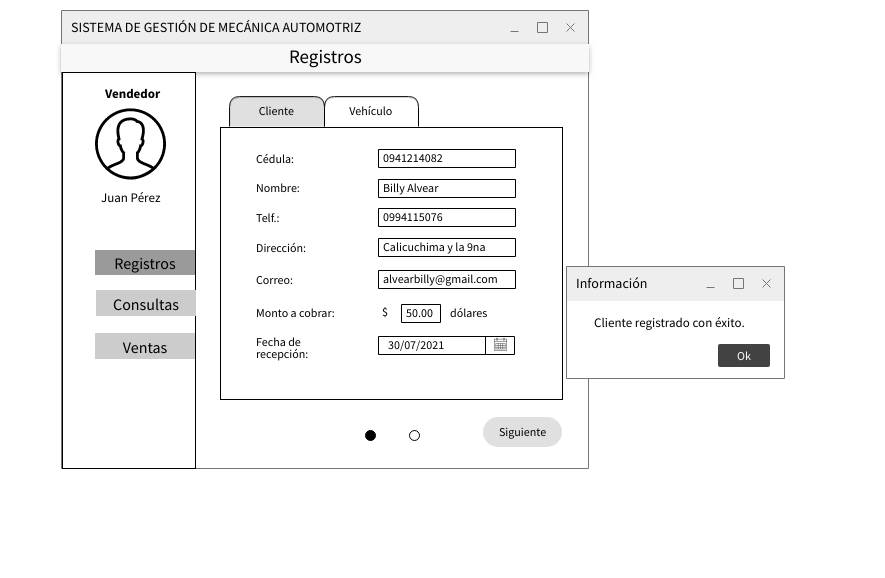 SISTEMA DE GESTIÓN DE MECÁNICA AUTOMOTRIZ
Registros
Vendedor
Juan Pérez
Registros
Consultas
Ventas
Cliente
Vehículo
Cédula: 0941214082
Nombre: Billy Alvear
Telf.: 0994115076
Dirección: Calicuchima y la 9na
Correo: alvearbilly@gmail.com
Monto a cobrar: $ 50.00 dólares
Fecha de
recepción: 30/07/2021
Siguiente
Información
Cliente registrado con éxito.
Ok